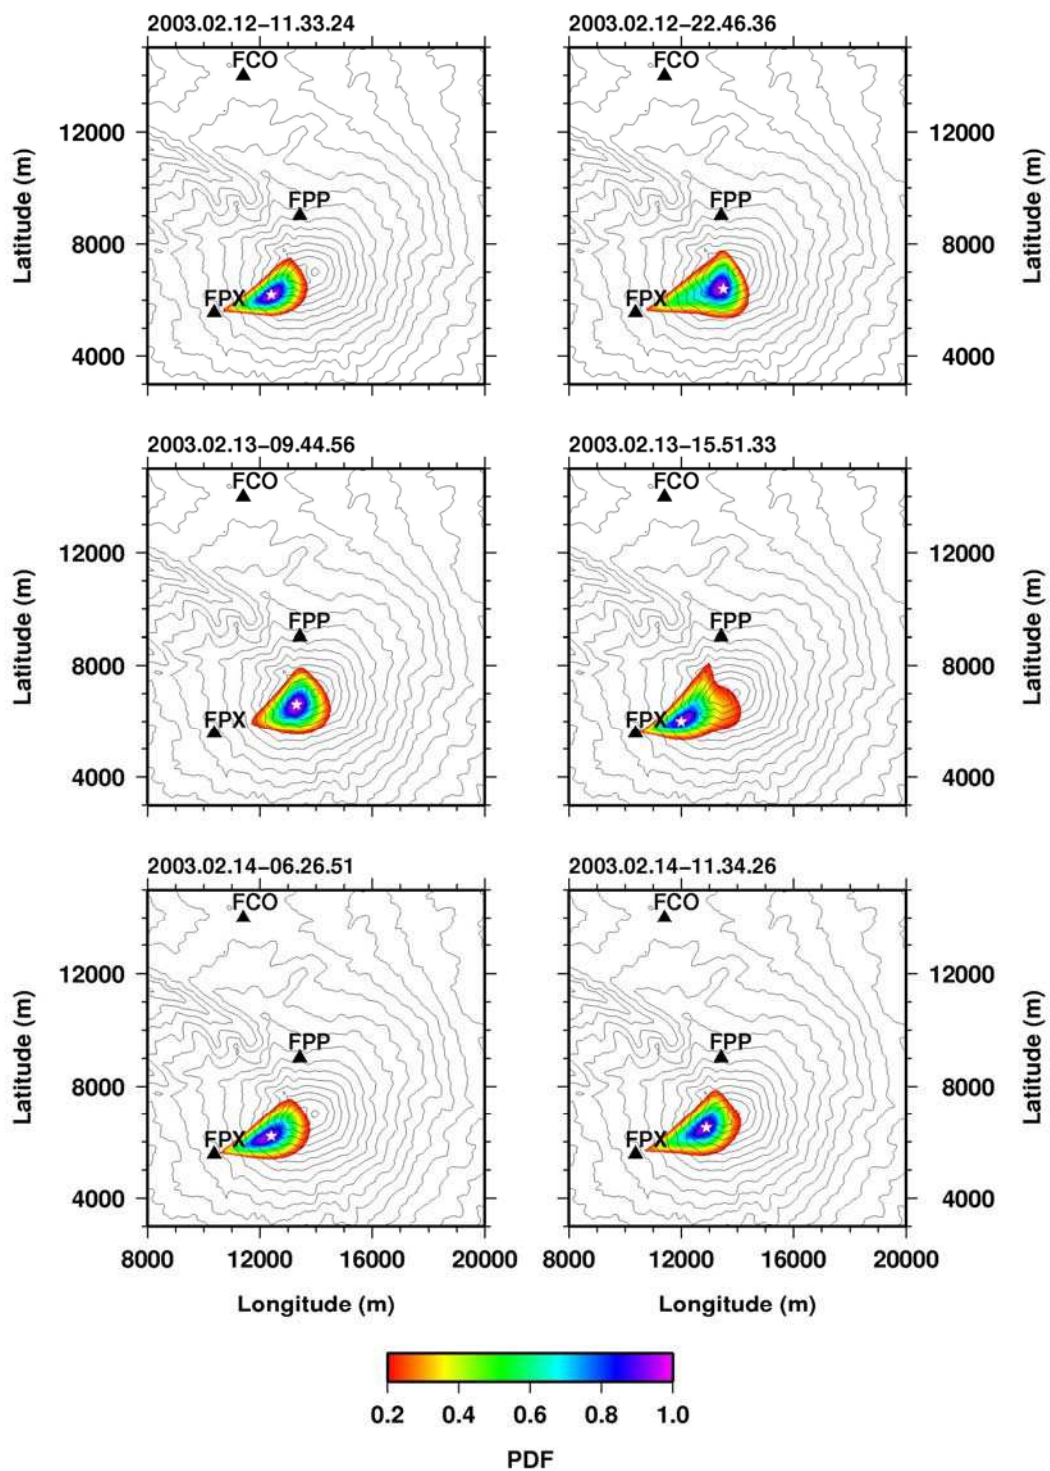 2003.02.12–11.33.24 2003.02.12–22.46.36
FCO FCO
12000 12000
FPP FPP
Latitude (m) Latitude (m)
8000 8000
FPX FPX
4000 4000
2003.02.13–09.44.56 2003.02.13–15.51.33
FCO FCO
12000 12000
FPP FPP
Latitude (m) Latitude (m)
8000 8000
FPX FPX
4000 4000
2003.02.14–06.26.51 2003.02.14–11.34.26
FCO FCO
12000 12000
FPP FPP
Latitude (m) Latitude (m)
8000 8000
FPX FPX
4000 4000
8000 12000 16000 20000 8000 12000 16000 20000
Longitude (m) Longitude (m)
0.2 0.4 0.6 0.8 1.0
PDF